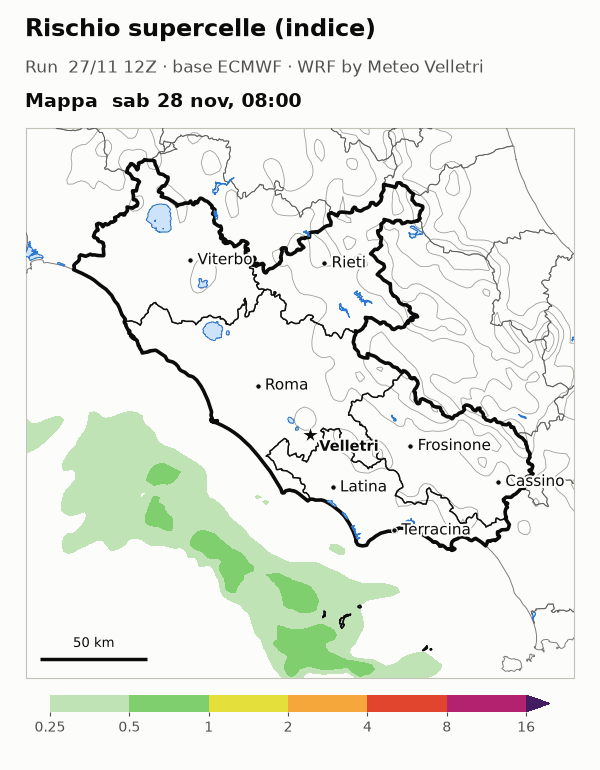 Rischio supercelle (indice)
Run  27/11 12Z · base ECMWF · WRF by Meteo Velletri
Mappa  sab 28 nov, 08:00
Viterbo
Rieti
Roma
Velletri
Frosinone
Cassino
Latina
Terracina
50 km
0.25 0.5 1 2 4 8 16